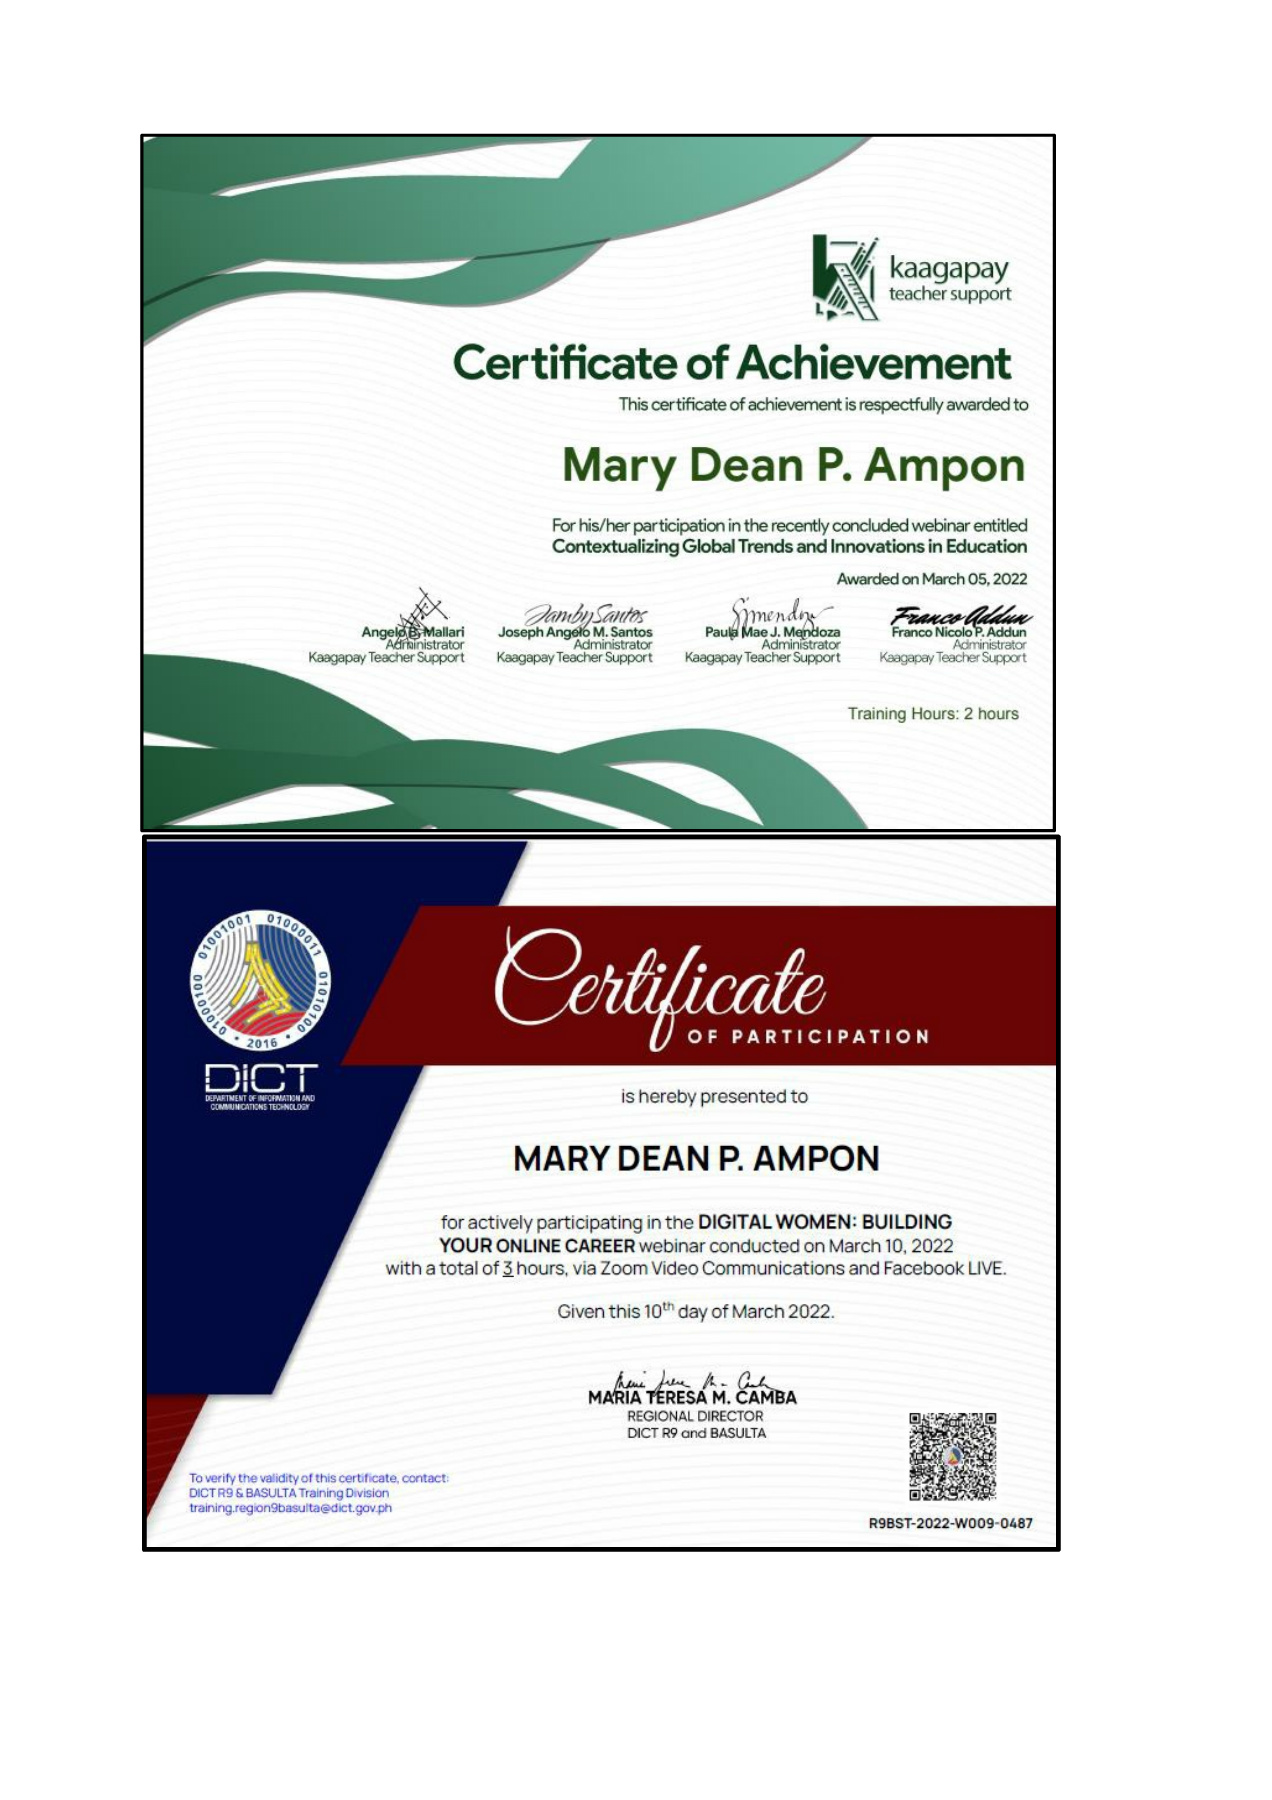 kaagapay
teacher support
Certificate of Achievement
This certificate of achievement is respectfully awarded to
Mary Dean P. Ampon
For his/her participation in the recently concluded webinar entitled
Contextualizing Global Trends and Innovations in Education
Awarded on March 05, 2022
Angelo B. Mallari
Administrator
Kaagapay Teacher Support
Jamby Santos
Joseph Angelo M. Santos
Administrator
Kaagapay Teacher Support
Paula Mae J. Mendoza
Administrator
Kaagapay Teacher Support
Franco Addun
Franco Nicolo P. Addun
Administrator
Kaagapay Teacher Support
Training Hours: 2 hours
01000100 01001001 01000011 01010100
2016
DICT
DEPARTMENT OF INFORMATION AND
COMMUNICATIONS TECHNOLOGY
Certificate
OF PARTICIPATION
is hereby presented to
MARY DEAN P. AMPON
for actively participating in the DIGITAL WOMEN: BUILDING
YOUR ONLINE CAREER webinar conducted on March 10, 2022
with a total of 3 hours, via Zoom Video Communications and Facebook LIVE.
Given this 10th day of March 2022.
MARIA TERESA M. CAMBA
REGIONAL DIRECTOR
DICT R9 and BASULTA
To verify the validity of this certificate, contact:
DICT R9 & BASULTA Training Division
training.region9basulta@dict.gov.ph
R9BST-2022-W009-0487